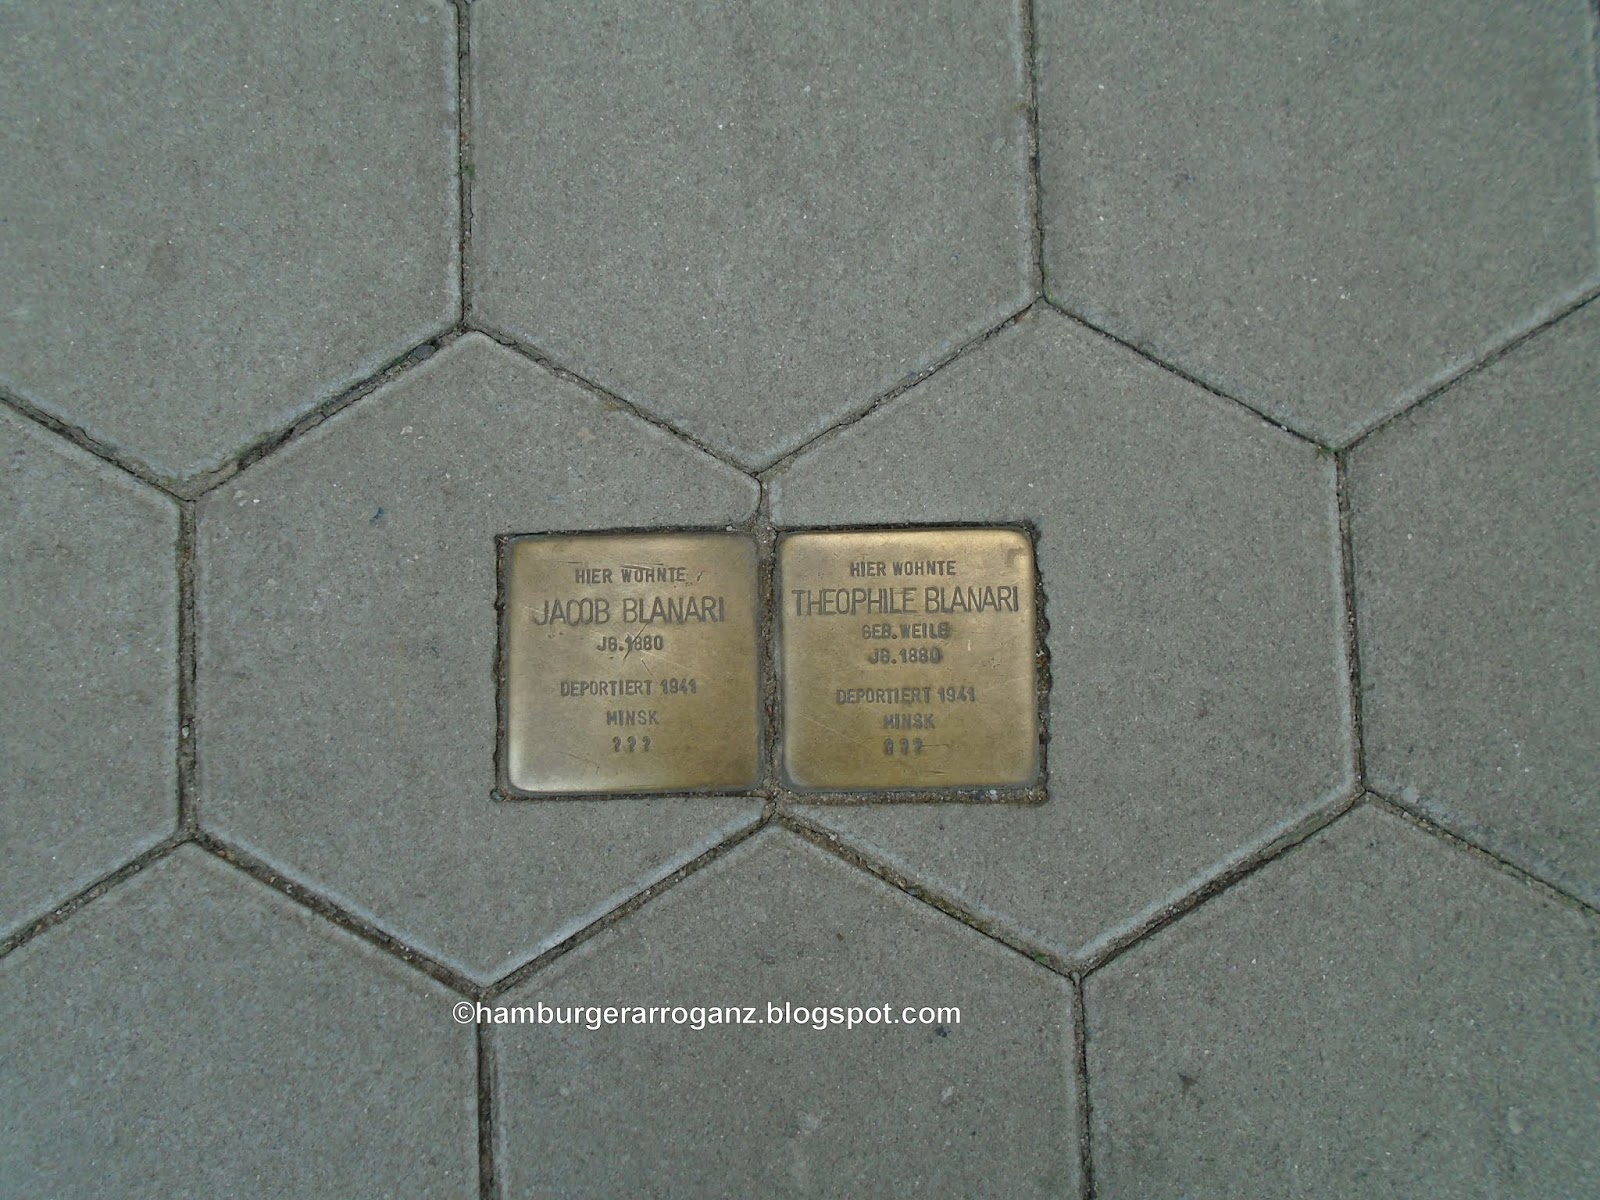 HIER WOHNTE
JACOB BLANARI
JG.1880
DEPORTIERT 1941
MINSK
? ? ?
HIER WOHNTE
THEOPHILE BLANARI
GEB. WEILE
JG.1880
DEPORTIERT 1941
MINSK
? ? ?
©hamburgerarroganz.blogspot.com